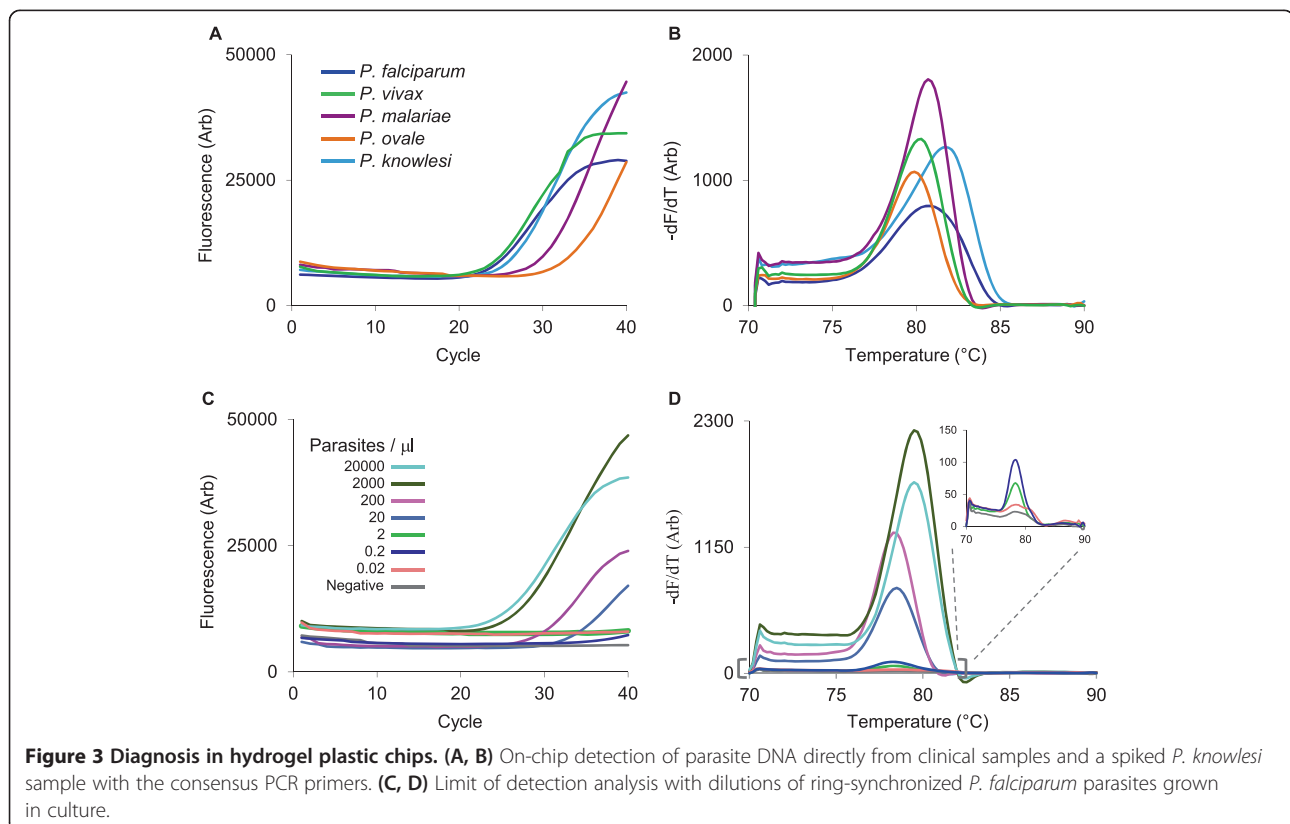 A
50000
25000
0
Fluorescence (Arb)
P. falciparum
P. vivax
P. malariae
P. ovale
P. knowlesi
0 10 20 30 40
Cycle
B
2000
1000
0
-dF/dT (Arb)
70 75 80 85 90
Temperature (°C)
C
50000
25000
0
Fluorescence (Arb)
Parasites / µl
20000
2000
200
20
2
0.2
0.02
Negative
0 10 20 30 40
Cycle
D
2300
1150
0
-dF/dT (Arb)
150
100
50
0
70 75 80 85 90
70 75 80 85 90
Temperature (°C)
Figure 3 Diagnosis in hydrogel plastic chips. (A, B) On-chip detection of parasite DNA directly from clinical samples and a spiked P. knowlesi
sample with the consensus PCR primers. (C, D) Limit of detection analysis with dilutions of ring-synchronized P. falciparum parasites grown
in culture.